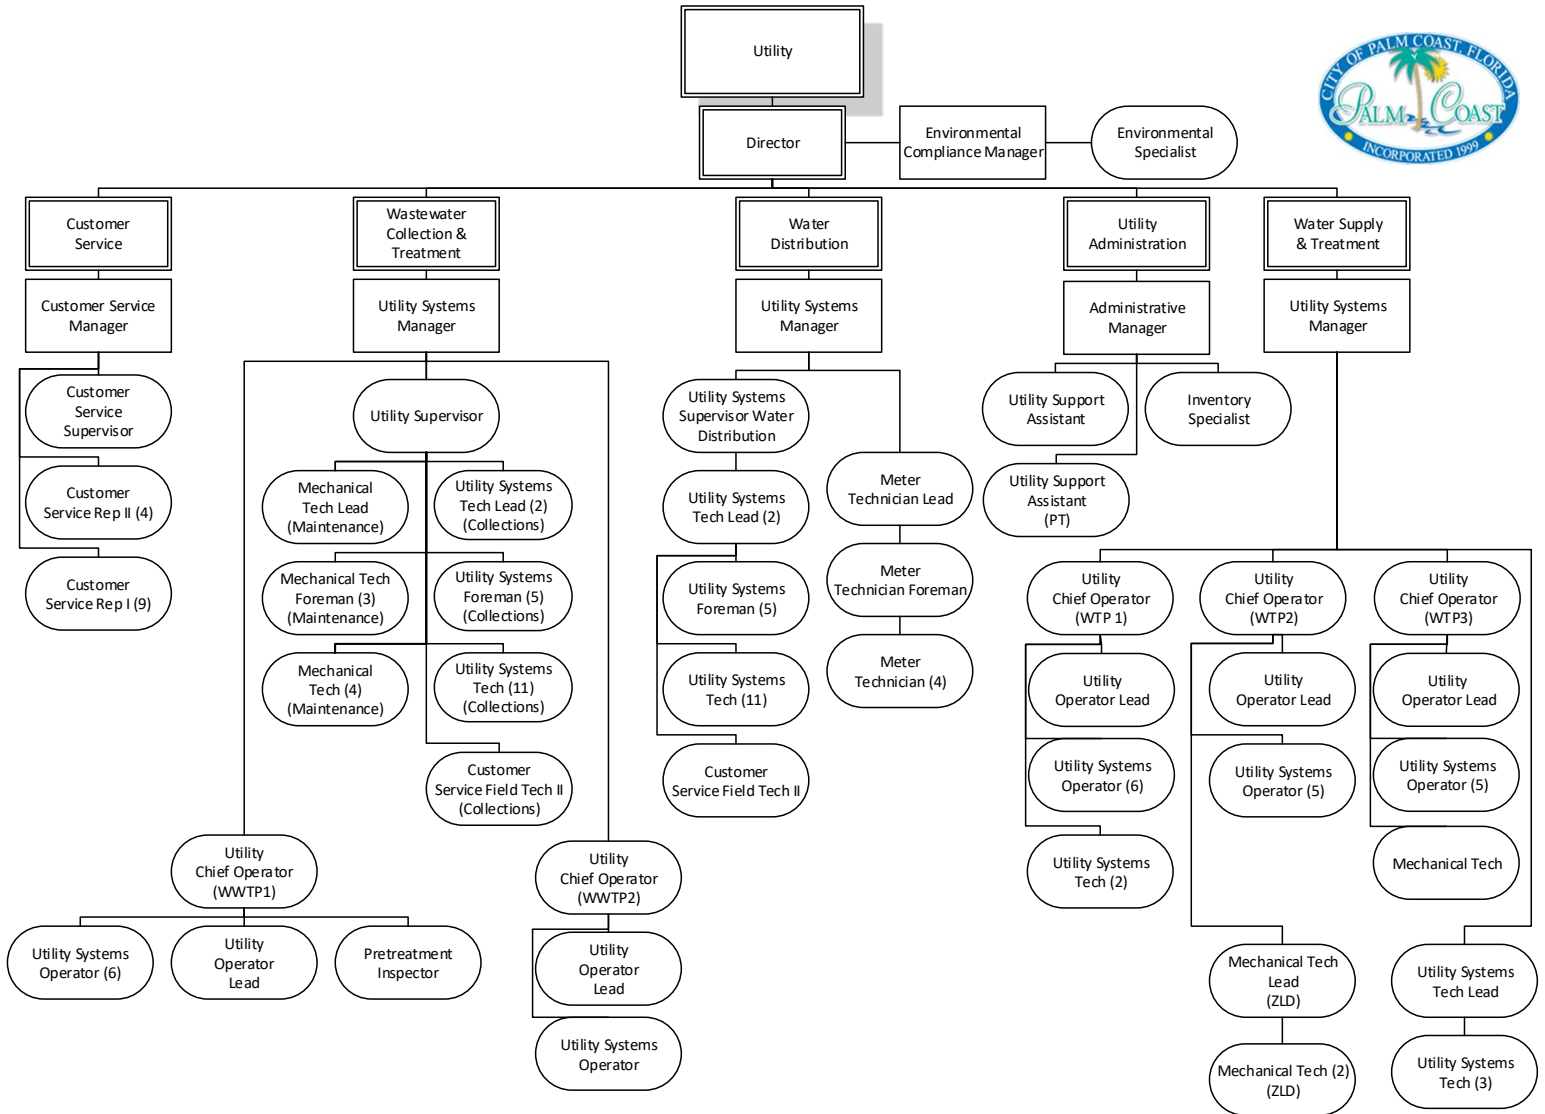 Utility
CITY OF PALM COAST, FLORIDA
PALM COAST
INCORPORATED 1999
Director
Environmental
Compliance Manager
Environmental
Specialist
Customer
Service
Wastewater
Collection &
Treatment
Water
Distribution
Utility
Administration
Water Supply
& Treatment
Customer Service
Manager
Utility Systems
Manager
Utility Systems
Manager
Administrative
Manager
Utility Systems
Manager
Customer
Service
Supervisor
Customer
Service Rep II (4)
Customer
Service Rep I (9)
Utility Supervisor
Mechanical
Tech Lead
(Maintenance)
Utility Systems
Tech Lead (2)
(Collections)
Mechanical Tech
Foreman (3)
(Maintenance)
Utility Systems
Foreman (5)
(Collections)
Mechanical
Tech (4)
(Maintenance)
Utility Systems
Tech (11)
(Collections)
Customer
Service Field Tech II
(Collections)
Utility
Chief Operator
(WWTP1)
Utility Systems
Operator (6)
Utility
Operator
Lead
Pretreatment
Inspector
Utility
Chief Operator
(WWTP2)
Utility
Operator
Lead
Utility Systems
Operator
Utility Systems
Supervisor Water
Distribution
Utility Systems
Tech Lead (2)
Utility Systems
Foreman (5)
Utility Systems
Tech (11)
Customer
Service Field Tech II
Meter
Technician Lead
Meter
Technician Foreman
Meter
Technician (4)
Utility Support
Assistant
Inventory
Specialist
Utility Support
Assistant
(PT)
Utility
Chief Operator
(WTP 1)
Utility
Operator Lead
Utility Systems
Operator (6)
Utility Systems
Tech (2)
Utility
Chief Operator
(WTP2)
Utility
Operator Lead
Utility Systems
Operator (5)
Mechanical Tech
Lead
(ZLD)
Mechanical Tech (2)
(ZLD)
Utility
Chief Operator
(WTP3)
Utility
Operator Lead
Utility Systems
Operator (5)
Mechanical Tech
Utility Systems
Tech Lead
Utility Systems
Tech (3)